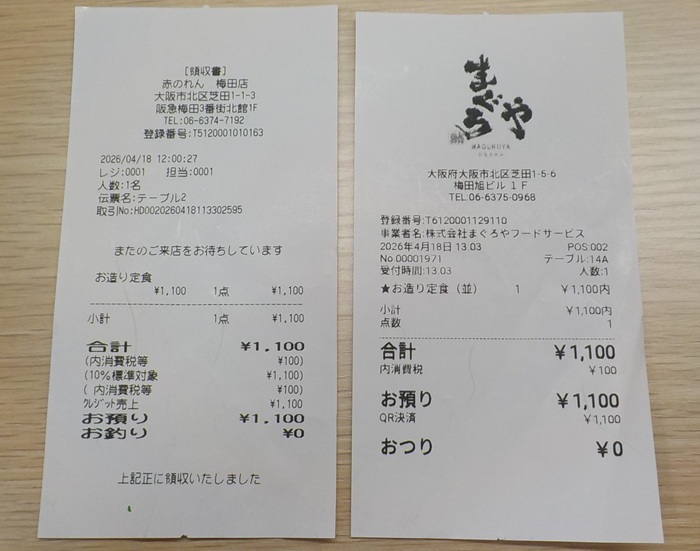 [領収書]
赤のれん 梅田店
大阪市北区芝田1-1-3
阪急梅田3番街北館1F
TEL:06-6374-7192
登録番号:T5120001010163
2026/04/18 12:00:27
レジ:0001 担当:0001
人数:1名
伝票名:テーブル2
取引No:HD0020260418113302595
またのご来店をお待ちしています
お造り定食
¥1,100 1点 ¥1,100
小計 1点 ¥1,100
合計 ¥1,100
(内消費税等 ¥100)
(10%標準対象 ¥1,100)
( 内消費税等 ¥100)
クレジット売上 ¥1,100
お預り ¥1,100
お釣り ¥0
上記正に領収いたしました
まぐろや
MAGUROYA
大阪府大阪市北区芝田1-5-6
梅田旭ビル 1F
TEL:06-6375-0968
登録番号:T6120001129110
事業者名:株式会社まぐろやフードサービス
2026年4月18日 13:03 POS:002
No.00001971 テーブル:14A
受付時間:13:03 人数:1
★お造り定食(並) 1 ¥1,100内
小計 ¥1,100内
点数 1
合計 ¥1,100
内消費税 ¥100
お預り ¥1,100
QR決済 ¥1,100
おつり ¥0